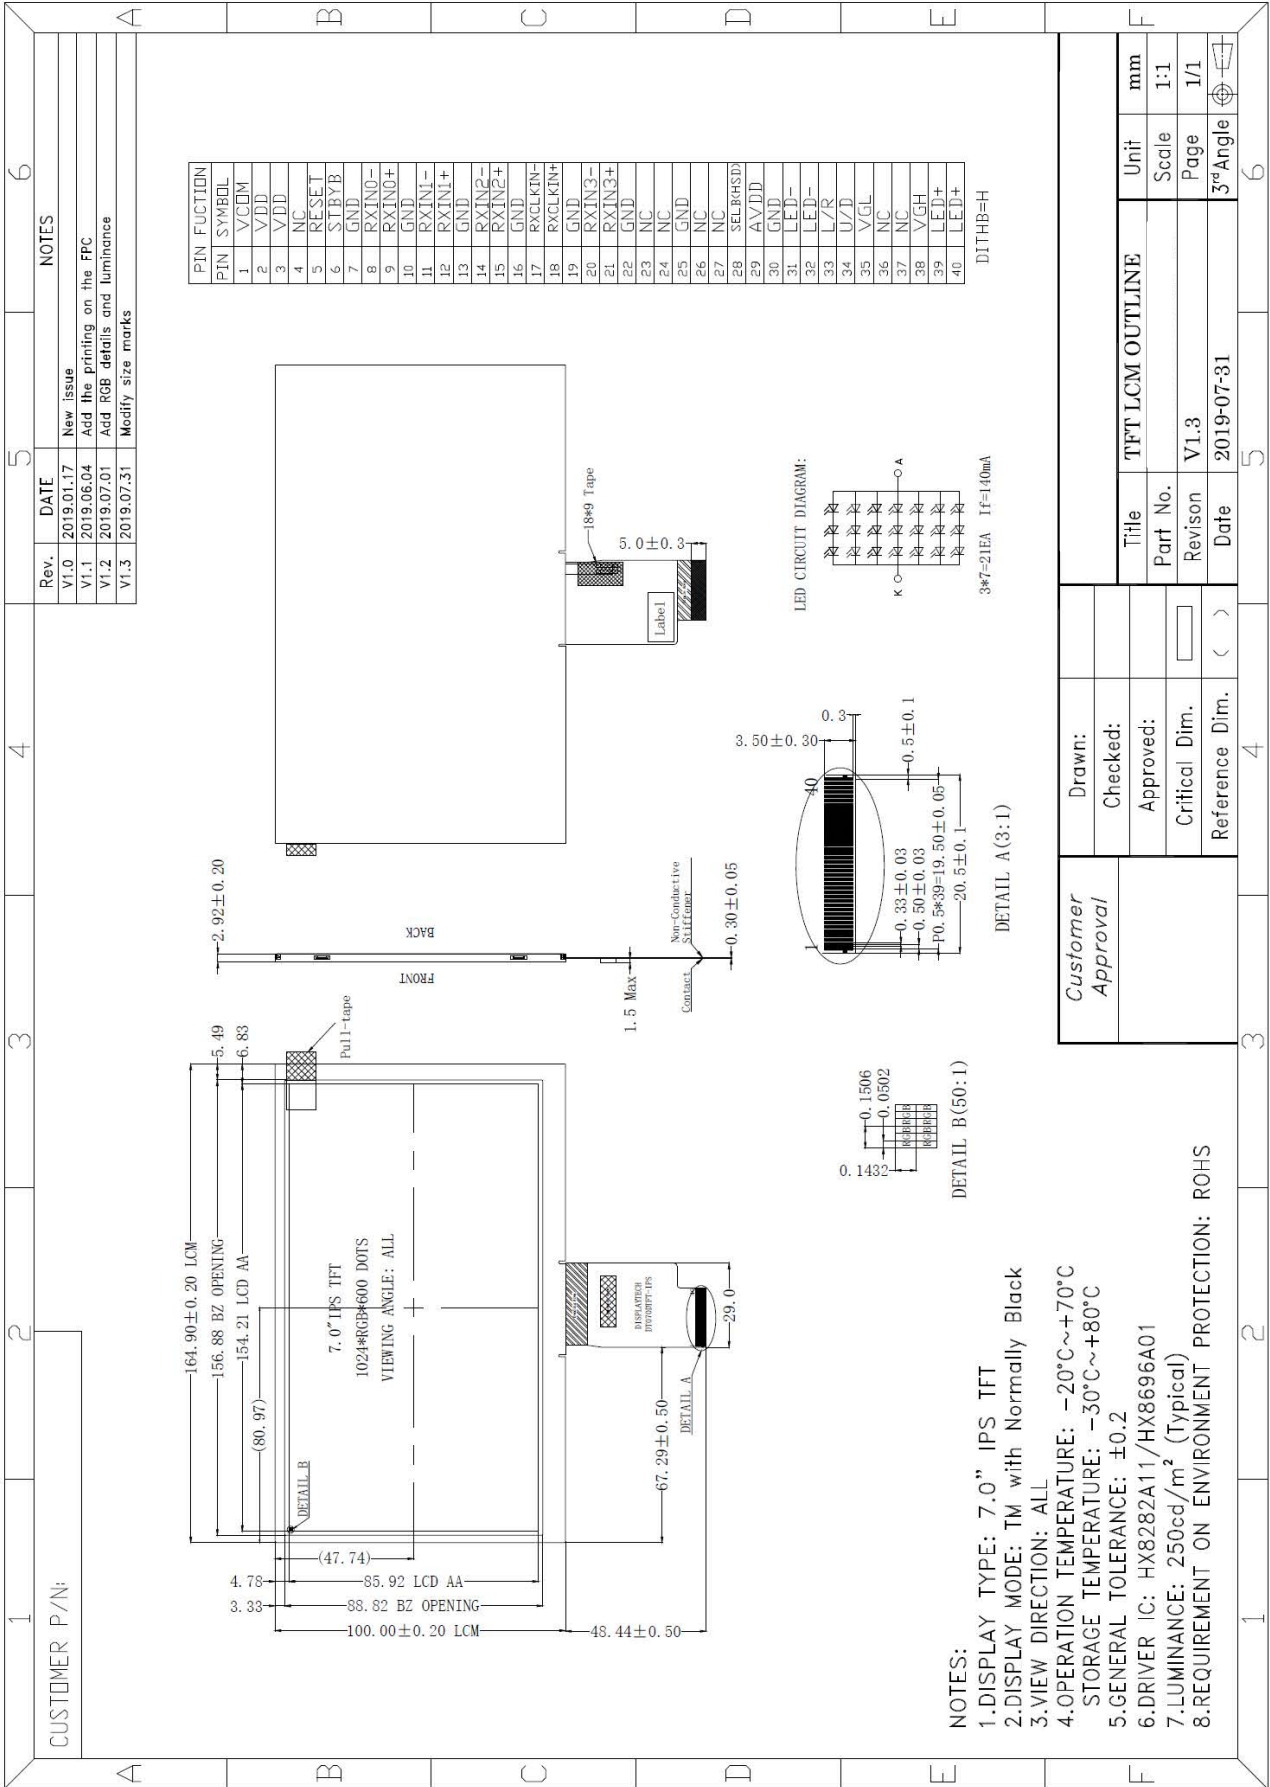 1
2
3
4
5
6
A
B
C
D
E
F
CUSTOMER P/N:
Rev. DATE NOTES
V1.0 2019.01.17 New issue
V1.1 2019.06.04 Add the printing on the FPC
V1.2 2019.07.01 Add RGB details and luminance
V1.3 2019.07.31 Modify size marks
164.90±0.20 LCM
156.88 BZ OPENING
154.21 LCD AA
(80.97)
5.49
6.83
Pull-tape
DETAIL B
7.0"IPS TFT
1024*RGB*600 DOTS
VIEWING ANGLE: ALL
(47.74)
4.78
85.92 LCD AA
3.33
88.82 BZ OPENING
100.00±0.20 LCM
48.44±0.50
67.29±0.50
DETAIL A
29.0
DISPLAYTECH
2.92±0.20
FRONT
BACK
1.5 Max
Contact
Non-Conductive
Stiffener
0.30±0.05
18*9 Tape
5.0±0.3
Label
PIN FUCTION
PIN SYMBOL
1 VCOM
2 VDD
3 VDD
4 NC
5 RESET
6 STBYB
7 GND
8 RXIN0-
9 RXIN0+
10 GND
11 RXIN1-
12 RXIN1+
13 GND
14 RXIN2-
15 RXIN2+
16 GND
17 RXCLKIN-
18 RXCLKIN+
19 GND
20 RXIN3-
21 RXIN3+
22 GND
23 NC
24 NC
25 GND
26 NC
27 NC
28 SELB(HSD)
29 AVDD
30 GND
31 LED-
32 LED-
33 L/R
34 U/D
35 VGL
36 NC
37 NC
38 VGH
39 LED+
40 LED+
DITHB=H
LED CIRCUIT DIAGRAM:
K
A
3*7=21EA If=140mA
0.1506
0.0502
0.1432
RGBRGB
RGBRGB
DETAIL B(50:1)
3.50±0.30
0.3
1
40
0.5±0.1
0.33±0.03
0.50±0.03
P0.5*39=19.50±0.05
20.5±0.1
DETAIL A(3:1)
NOTES:
1.DISPLAY TYPE: 7.0" IPS TFT
2.DISPLAY MODE: TM with Normally Black
3.VIEW DIRECTION: ALL
4.OPERATION TEMPERATURE: -20°C~+70°C
STORAGE TEMPERATURE: -30°C~+80°C
5.GENERAL TOLERANCE: ±0.2
6.DRIVER IC: HX8282A11/HX8696A01
7.LUMINANCE: 250cd/m² (Typical)
8.REQUIREMENT ON ENVIRONMENT PROTECTION: ROHS
Customer
Approval
Drawn:
Checked:
Approved:
Critical Dim.
Reference Dim. ( )
Title TFT LCM OUTLINE Unit mm
Part No. Scale 1:1
Revison V1.3 Page 1/1
Date 2019-07-31 3rd Angle
A
B
C
D
E
F
1
2
3
4
5
6